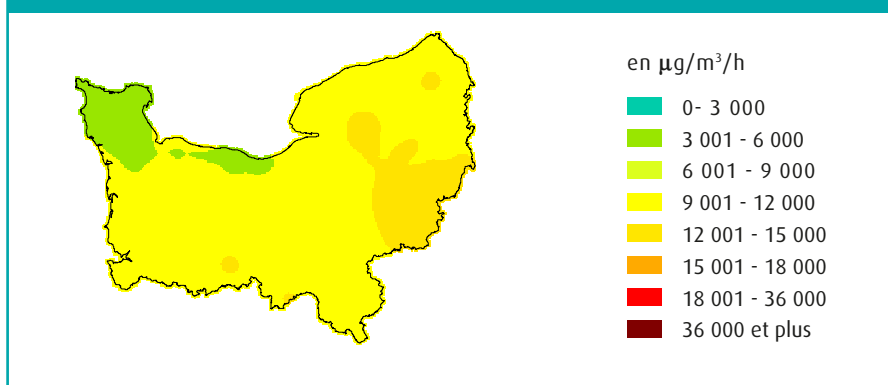 en µg/m³/h
0- 3 000
3 001 - 6 000
6 001 - 9 000
9 001 - 12 000
12 001 - 15 000
15 001 - 18 000
18 001 - 36 000
36 000 et plus